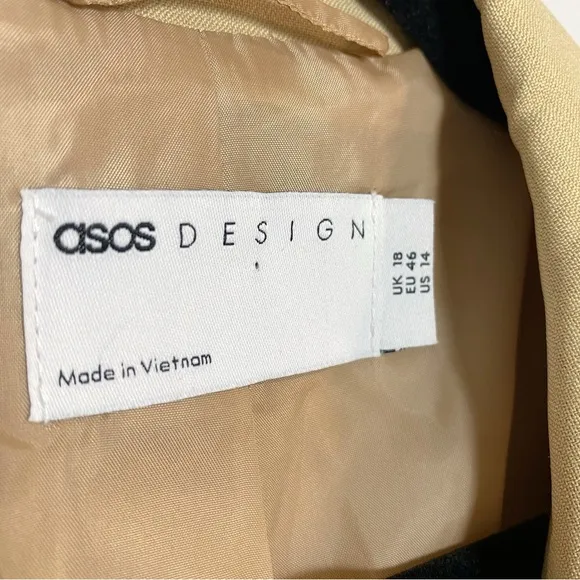 asos DESIGN
Made in Vietnam
UK 18
EU 46
US 14